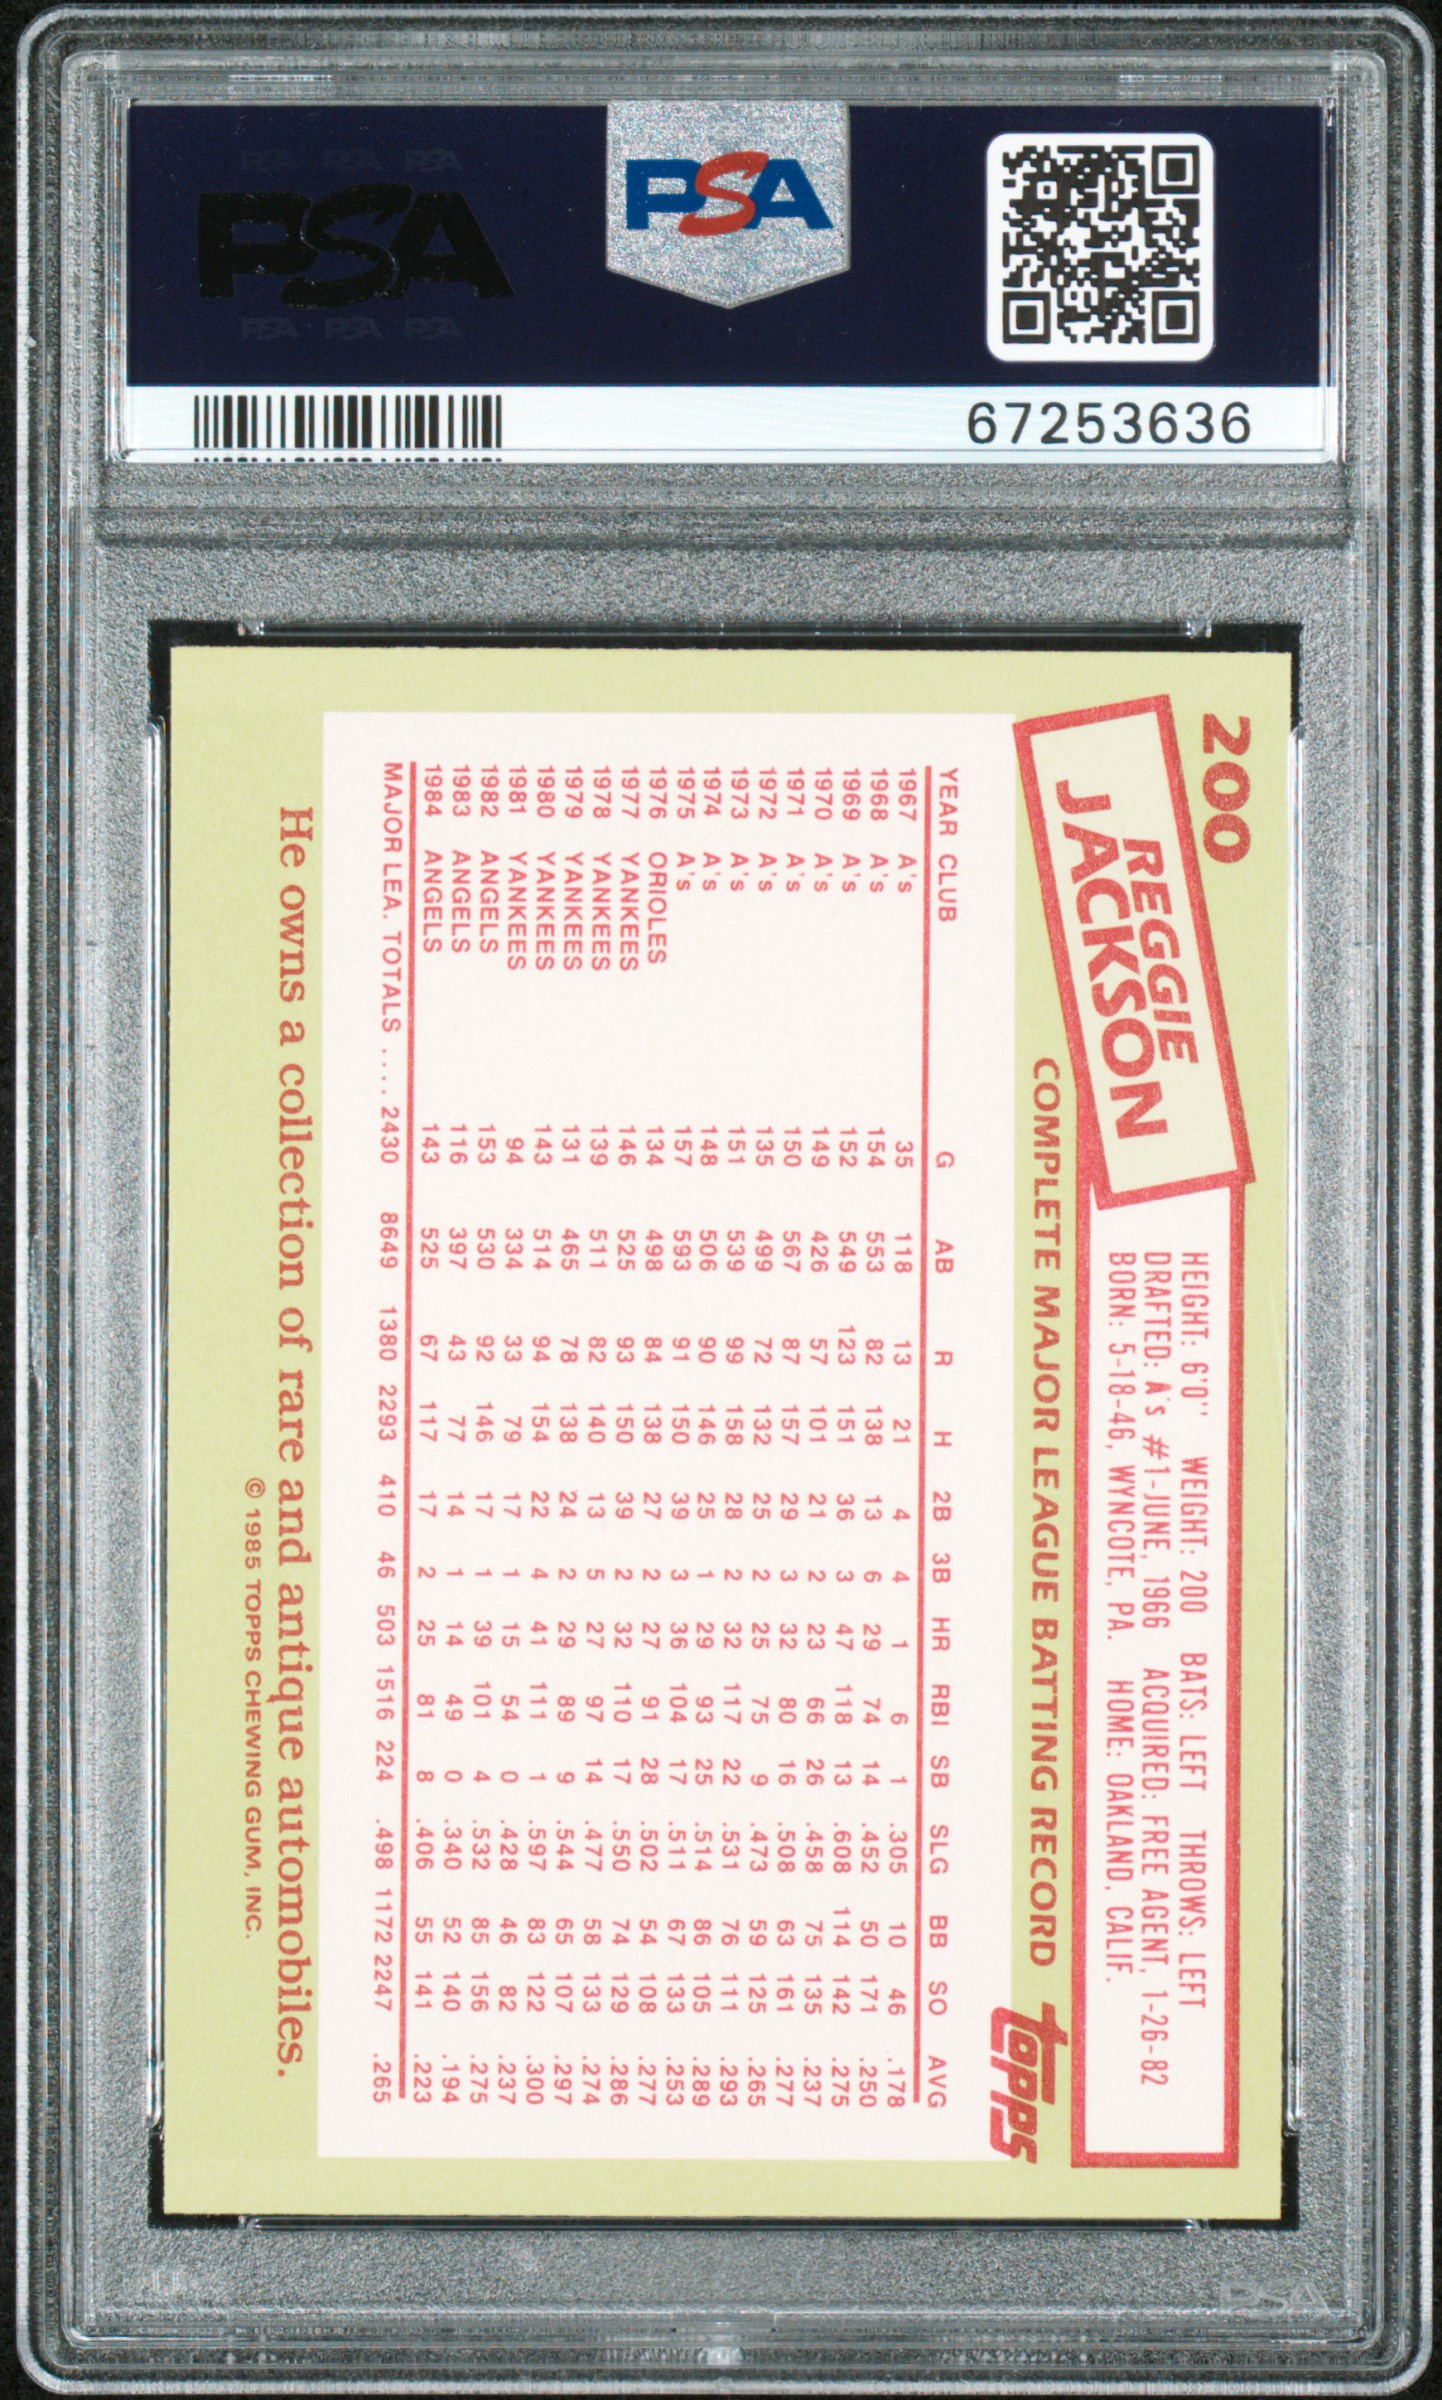 PSA PSA PSA
PSA
PSA PSA PSA
PSA
67253636
200
REGGIE
JACKSON
HEIGHT: 6'0" WEIGHT: 200 BATS: LEFT THROWS: LEFT
DRAFTED: A's #1-JUNE, 1966 ACQUIRED: FREE AGENT, 1-26-82
BORN: 5-18-46, WYNCOTE, PA. HOME: OAKLAND, CALIF.
COMPLETE MAJOR LEAGUE BATTING RECORD
topps
YEAR CLUB G AB R H 2B 3B HR RBI SB SLG BB SO AVG
1967 A's 35 118 13 21 4 4 1 6 1 .305 10 46 .178
1968 A's 154 553 82 138 13 6 29 74 14 .452 50 171 .250
1969 A's 152 549 123 151 36 3 47 118 13 .608 114 142 .275
1970 A's 149 426 57 101 21 2 23 66 26 .458 75 135 .237
1971 A's 150 567 87 157 29 3 32 80 16 .508 63 161 .277
1972 A's 135 499 72 132 25 2 25 75 9 .473 59 125 .265
1973 A's 151 539 99 158 28 2 32 117 22 .531 76 111 .293
1974 A's 148 506 90 146 25 1 29 93 25 .514 86 105 .289
1975 A's 157 593 91 150 39 3 36 104 17 .511 67 133 .253
1976 ORIOLES 134 498 84 138 27 2 27 91 28 .502 54 108 .277
1977 YANKEES 146 525 93 150 39 2 32 110 17 .550 74 129 .286
1978 YANKEES 139 511 82 140 13 5 27 97 14 .477 58 133 .274
1979 YANKEES 131 465 78 138 24 2 29 89 9 .544 65 107 .297
1980 YANKEES 143 514 94 154 22 4 41 111 1 .597 83 122 .300
1981 YANKEES 94 334 33 79 17 1 15 54 0 .428 46 82 .237
1982 ANGELS 153 530 92 146 17 1 39 101 4 .532 85 156 .275
1983 ANGELS 116 397 43 77 14 1 14 49 0 .340 52 140 .194
1984 ANGELS 143 525 67 117 17 2 25 81 8 .406 55 141 .223
MAJOR LEA. TOTALS .... 2430 8649 1380 2293 410 46 503 1516 224 .498 1172 2247 .265
He owns a collection of rare and antique automobiles.
© 1985 TOPPS CHEWING GUM, INC.
PSA